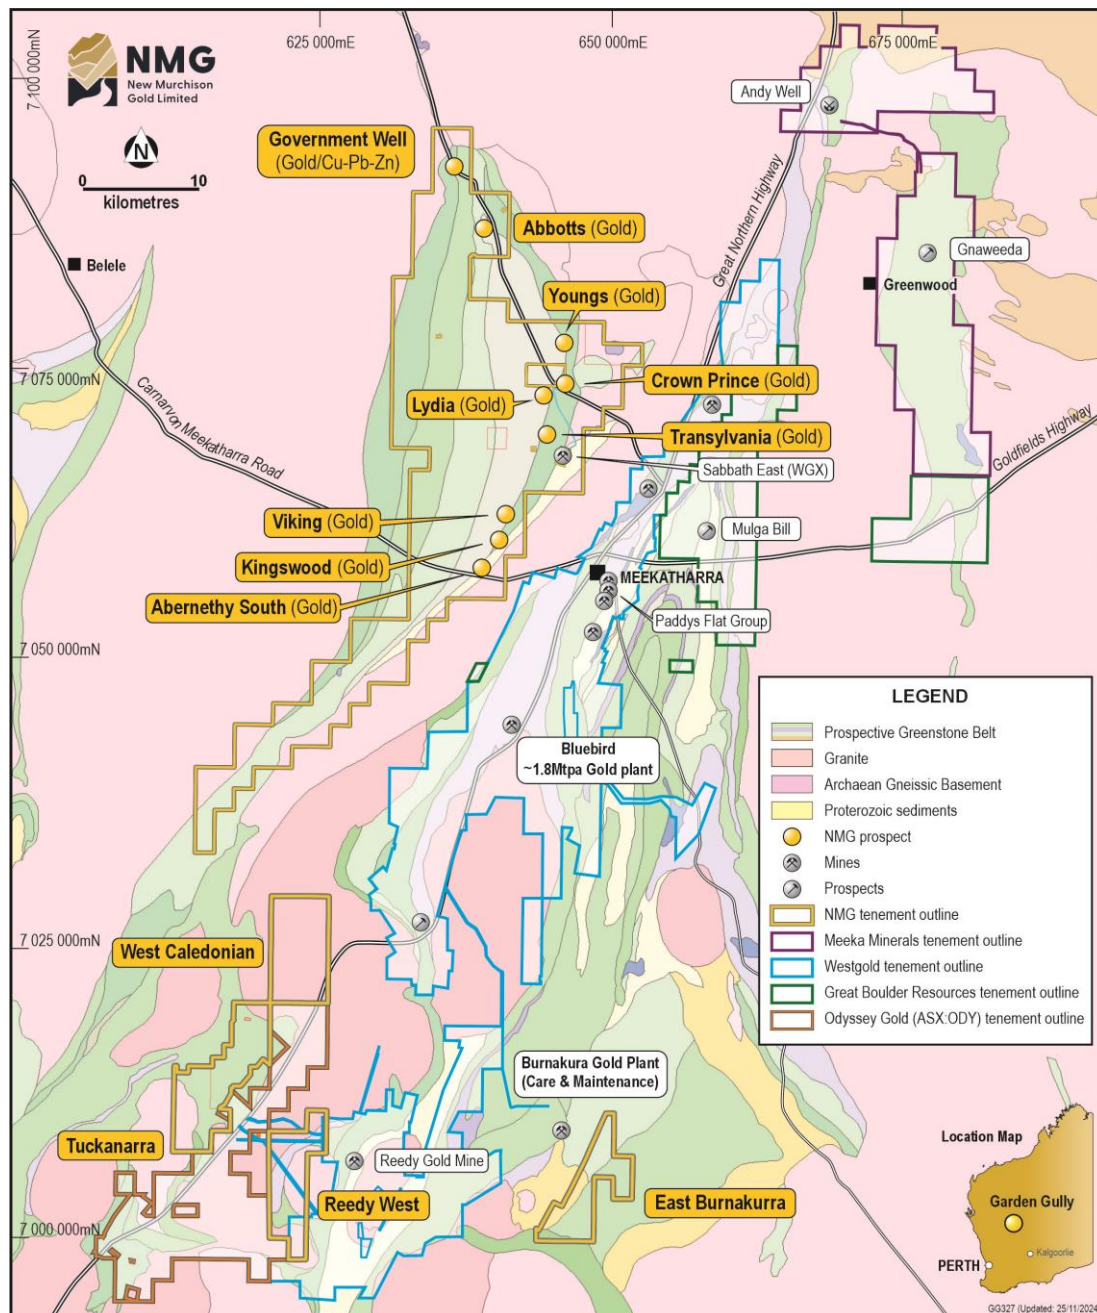 625 000mE
650 000mE
675 000mE
7 100 000mN
NMG
New Murchison
Gold Limited
N
0 10
kilometres
Andy Well
Government Well
(Gold/Cu-Pb-Zn)
Great Northern Highway
Abbotts (Gold)
Gnaweeda
Belele
Greenwood
Youngs (Gold)
7 075 000mN
Crown Prince (Gold)
Lydia (Gold)
Carnarvon Meekatharra Road
Goldfields Highway
Transylvania (Gold)
Sabbath East (WGX)
Viking (Gold)
Mulga Bill
Kingswood (Gold)
MEEKATHARRA
Abernethy South (Gold)
Paddys Flat Group
7 050 000mN
Bluebird
~1.8Mtpa Gold plant
LEGEND
Prospective Greenstone Belt
Granite
Archaean Gneissic Basement
Proterozoic sediments
NMG prospect
Mines
Prospects
NMG tenement outline
Meeka Minerals tenement outline
Westgold tenement outline
Great Boulder Resources tenement outline
Odyssey Gold (ASX:ODY) tenement outline
7 025 000mN
West Caledonian
Burnakura Gold Plant
(Care & Maintenance)
Tuckanarra
Reedy Gold Mine
Reedy West
East Burnakurra
7 000 000mN
Location Map
Garden Gully
Kalgoorlie
PERTH
GG327 (Updated: 25/11/2024)